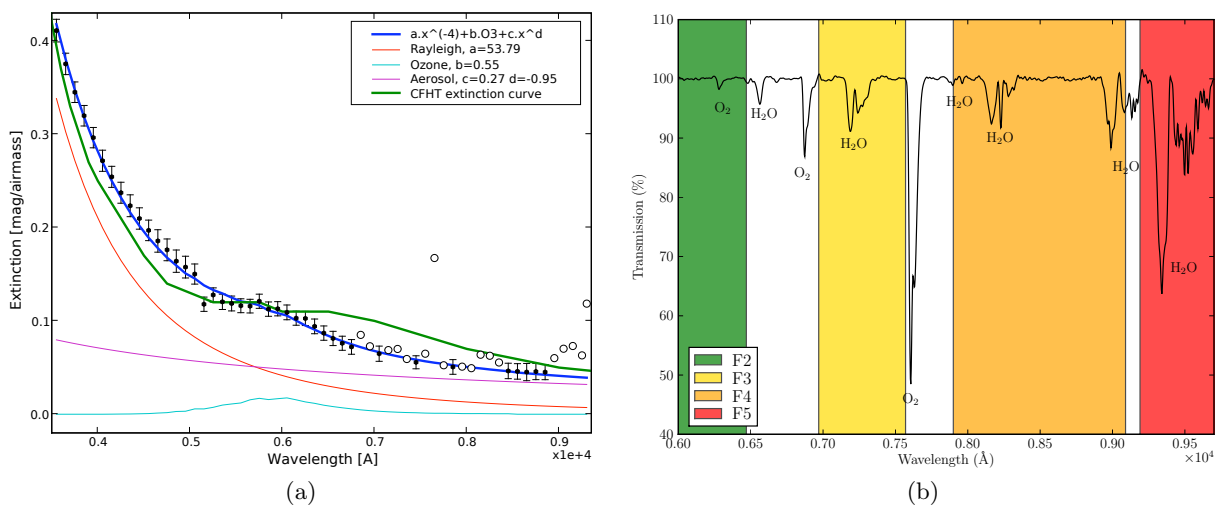 a.x^(-4)+b.O3+c.x^d
Rayleigh, a=53.79
Ozone, b=0.55
Aerosol, c=0.27 d=-0.95
CFHT extinction curve
Extinction [mag/airmass]
0.4
0.3
0.2
0.1
0.0
0.4 0.5 0.6 0.7 0.8 0.9
x1e+4
Wavelength [A]
(a)
Transmission (%)
110
100
90
80
70
60
50
40
O2
H2O
O2
H2O
O2
H2O
H2O
H2O
H2O
F2
F3
F4
F5
0.60 0.65 0.70 0.75 0.80 0.85 0.90 0.95
×10^4
Wavelength (Å)
(b)